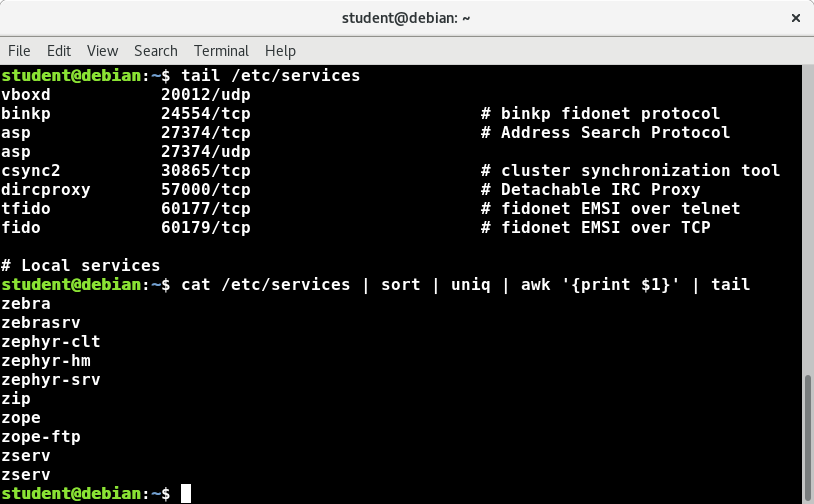 student@debian: ~
×
File Edit View Search Terminal Help
student@debian:~$ tail /etc/services
vboxd           20012/udp
binkp           24554/tcp                       # binkp fidonet protocol
asp             27374/tcp                       # Address Search Protocol
asp             27374/udp
csync2          30865/tcp                       # cluster synchronization tool
dircproxy       57000/tcp                       # Detachable IRC Proxy
tfido           60177/tcp                       # fidonet EMSI over telnet
fido            60179/tcp                       # fidonet EMSI over TCP

# Local services
student@debian:~$ cat /etc/services | sort | uniq | awk '{print $1}' | tail
zebra
zebrasrv
zephyr-clt
zephyr-hm
zephyr-srv
zip
zope
zope-ftp
zserv
zserv
student@debian:~$